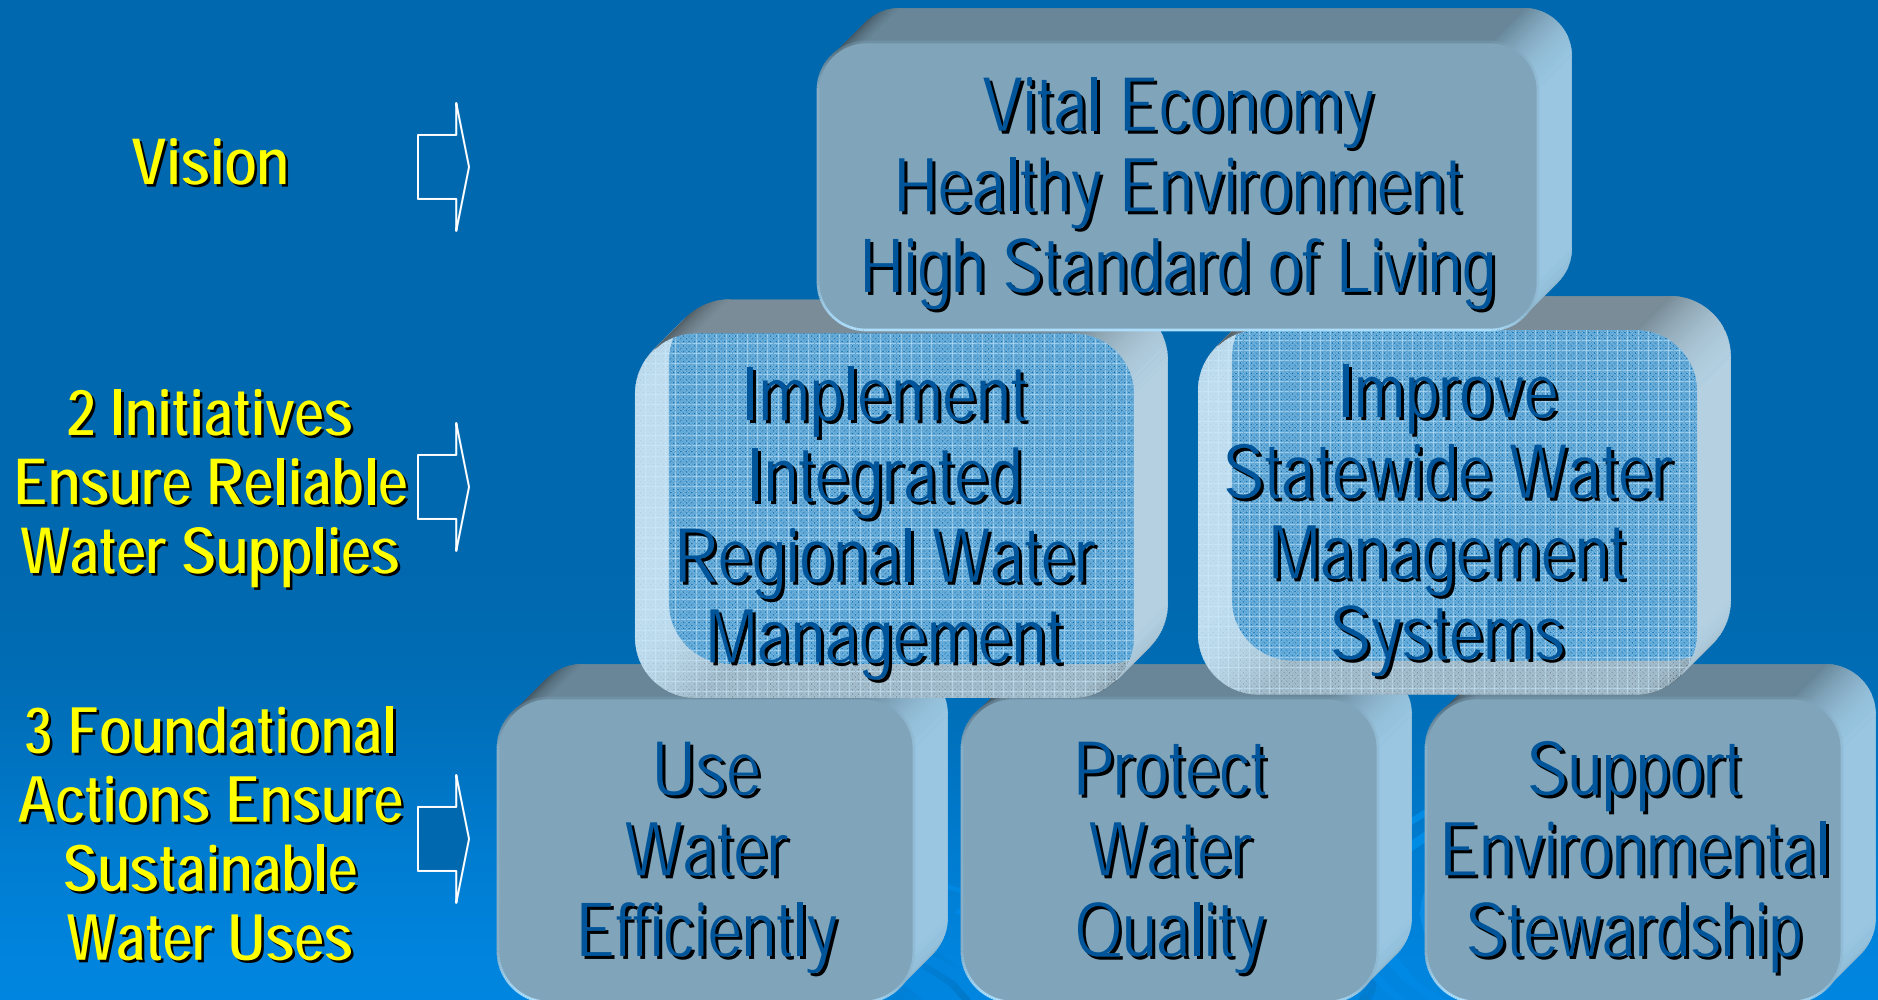 Vision
Vital Economy
Healthy Environment
High Standard of Living
2 Initiatives
Ensure Reliable
Water Supplies
Implement
Integrated
Regional Water
Management
Improve
Statewide Water
Management
Systems
3 Foundational
Actions Ensure
Sustainable
Water Uses
Use
Water
Efficiently
Protect
Water
Quality
Support
Environmental
Stewardship